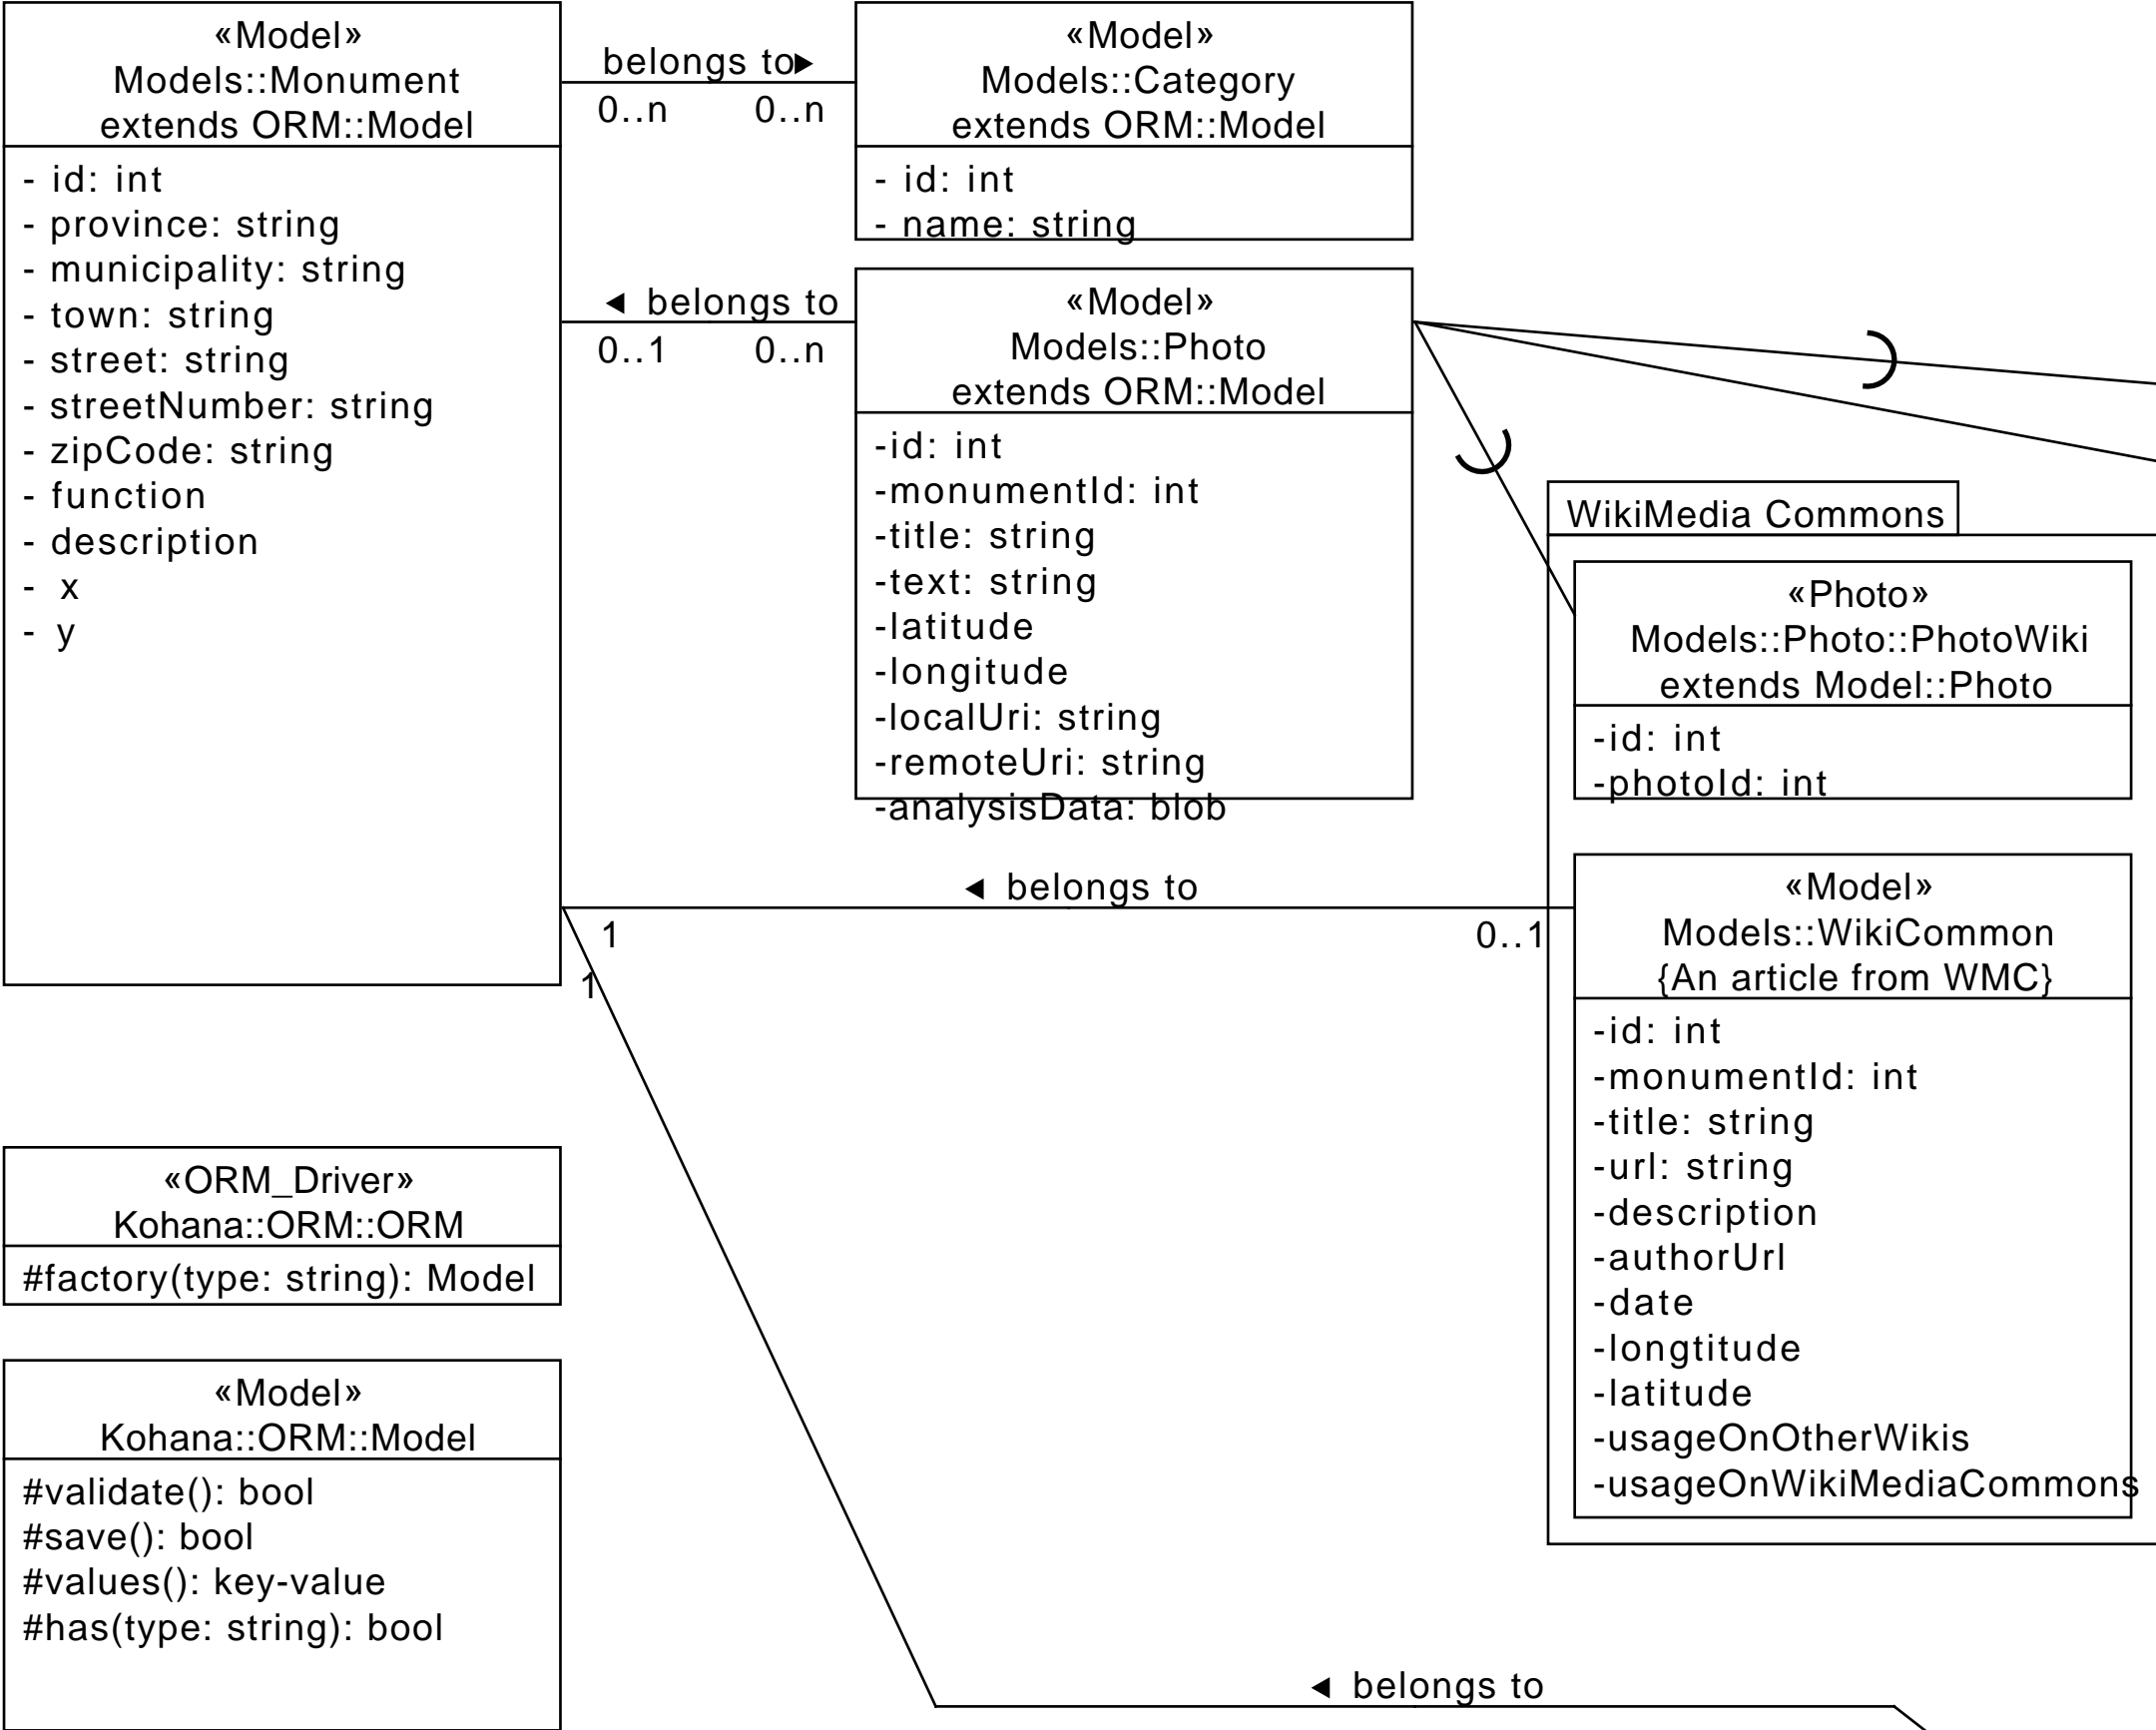 «Model»
Models::Monument
extends ORM::Model
- id: int
- province: string
- municipality: string
- town: string
- street: string
- streetNumber: string
- zipCode: string
- function
- description
- x
- y
belongs to►
0..n 0..n
«Model»
Models::Category
extends ORM::Model
- id: int
- name: string
◄ belongs to
0..1 0..n
«Model»
Models::Photo
extends ORM::Model
-id: int
-monumentId: int
-title: string
-text: string
-latitude
-longitude
-localUri: string
-remoteUri: string
-analysisData: blob
WikiMedia Commons
«Photo»
Models::Photo::PhotoWiki
extends Model::Photo
-id: int
-photoId: int
◄ belongs to
1 0..1
1
«Model»
Models::WikiCommon
{An article from WMC}
-id: int
-monumentId: int
-title: string
-url: string
-description
-authorUrl
-date
-longtitude
-latitude
-usageOnOtherWikis
-usageOnWikiMediaCommons
«ORM_Driver»
Kohana::ORM::ORM
#factory(type: string): Model
«Model»
Kohana::ORM::Model
#validate(): bool
#save(): bool
#values(): key-value
#has(type: string): bool
◄ belongs to